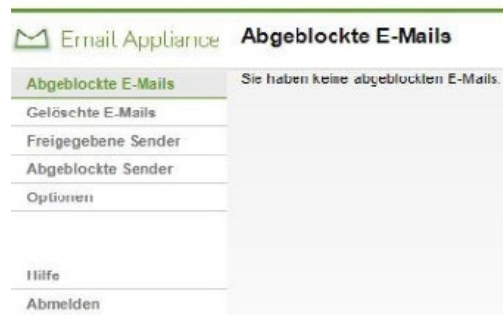 Email Appliance
Abgeblockte E-Mails
Abgeblockte E-Mails
Sie haben keine abgeblockten E-Mails.
Gelöschte E-Mails
Freigegebene Sender
Abgeblockte Sender
Optionen
Hilfe
Abmelden